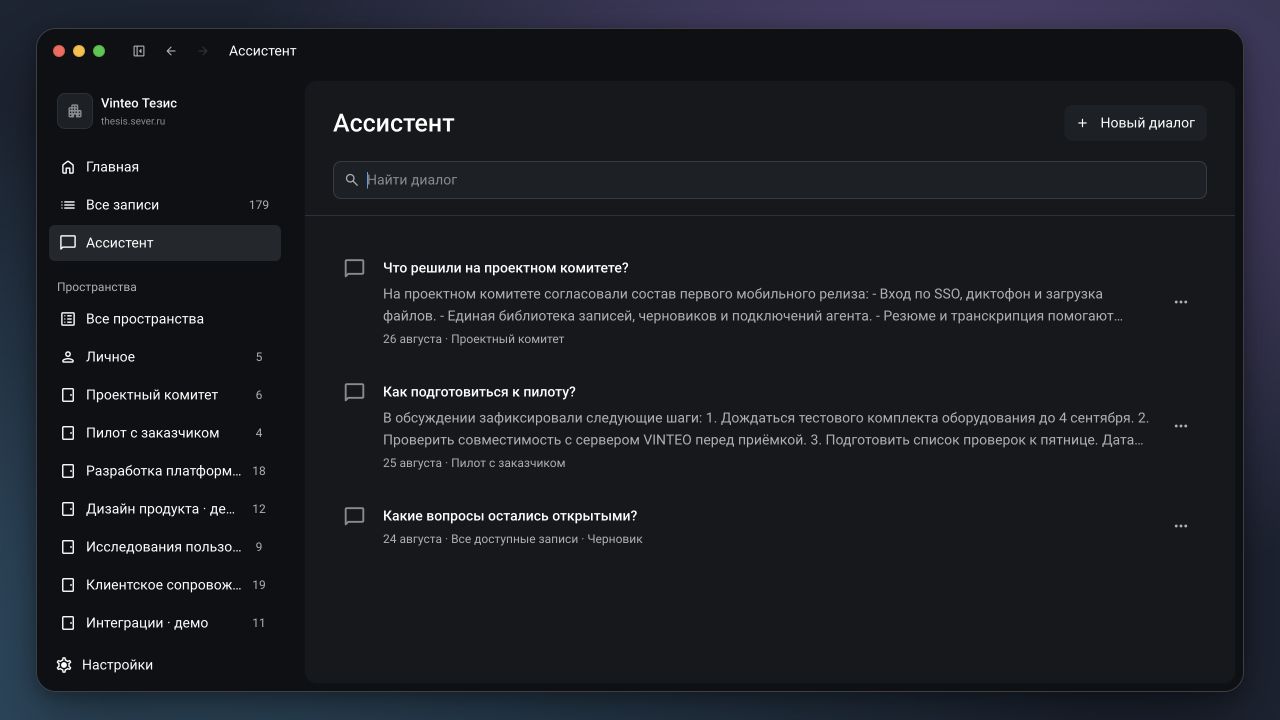 Ассистент
Vinteo Тезис
thesis.sever.ru
Главная
Все записи 179
Ассистент
Пространства
Все пространства
Личное 5
Проектный комитет 6
Пилот с заказчиком 4
Разработка платформ... 18
Дизайн продукта · де... 12
Исследования пользо... 9
Клиентское сопровож... 19
Интеграции · демо 11
Настройки
Ассистент
+ Новый диалог
Найти диалог
Что решили на проектном комитете?
На проектном комитете согласовали состав первого мобильного релиза: - Вход по SSO, диктофон и загрузка
файлов. - Единая библиотека записей, черновиков и подключений агента. - Резюме и транскрипция помогают...
26 августа · Проектный комитет
Как подготовиться к пилоту?
В обсуждении зафиксировали следующие шаги: 1. Дождаться тестового комплекта оборудования до 4 сентября. 2.
Проверить совместимость с сервером VINTEO перед приёмкой. 3. Подготовить список проверок к пятнице. Дата...
25 августа · Пилот с заказчиком
Какие вопросы остались открытыми?
24 августа · Все доступные записи · Черновик